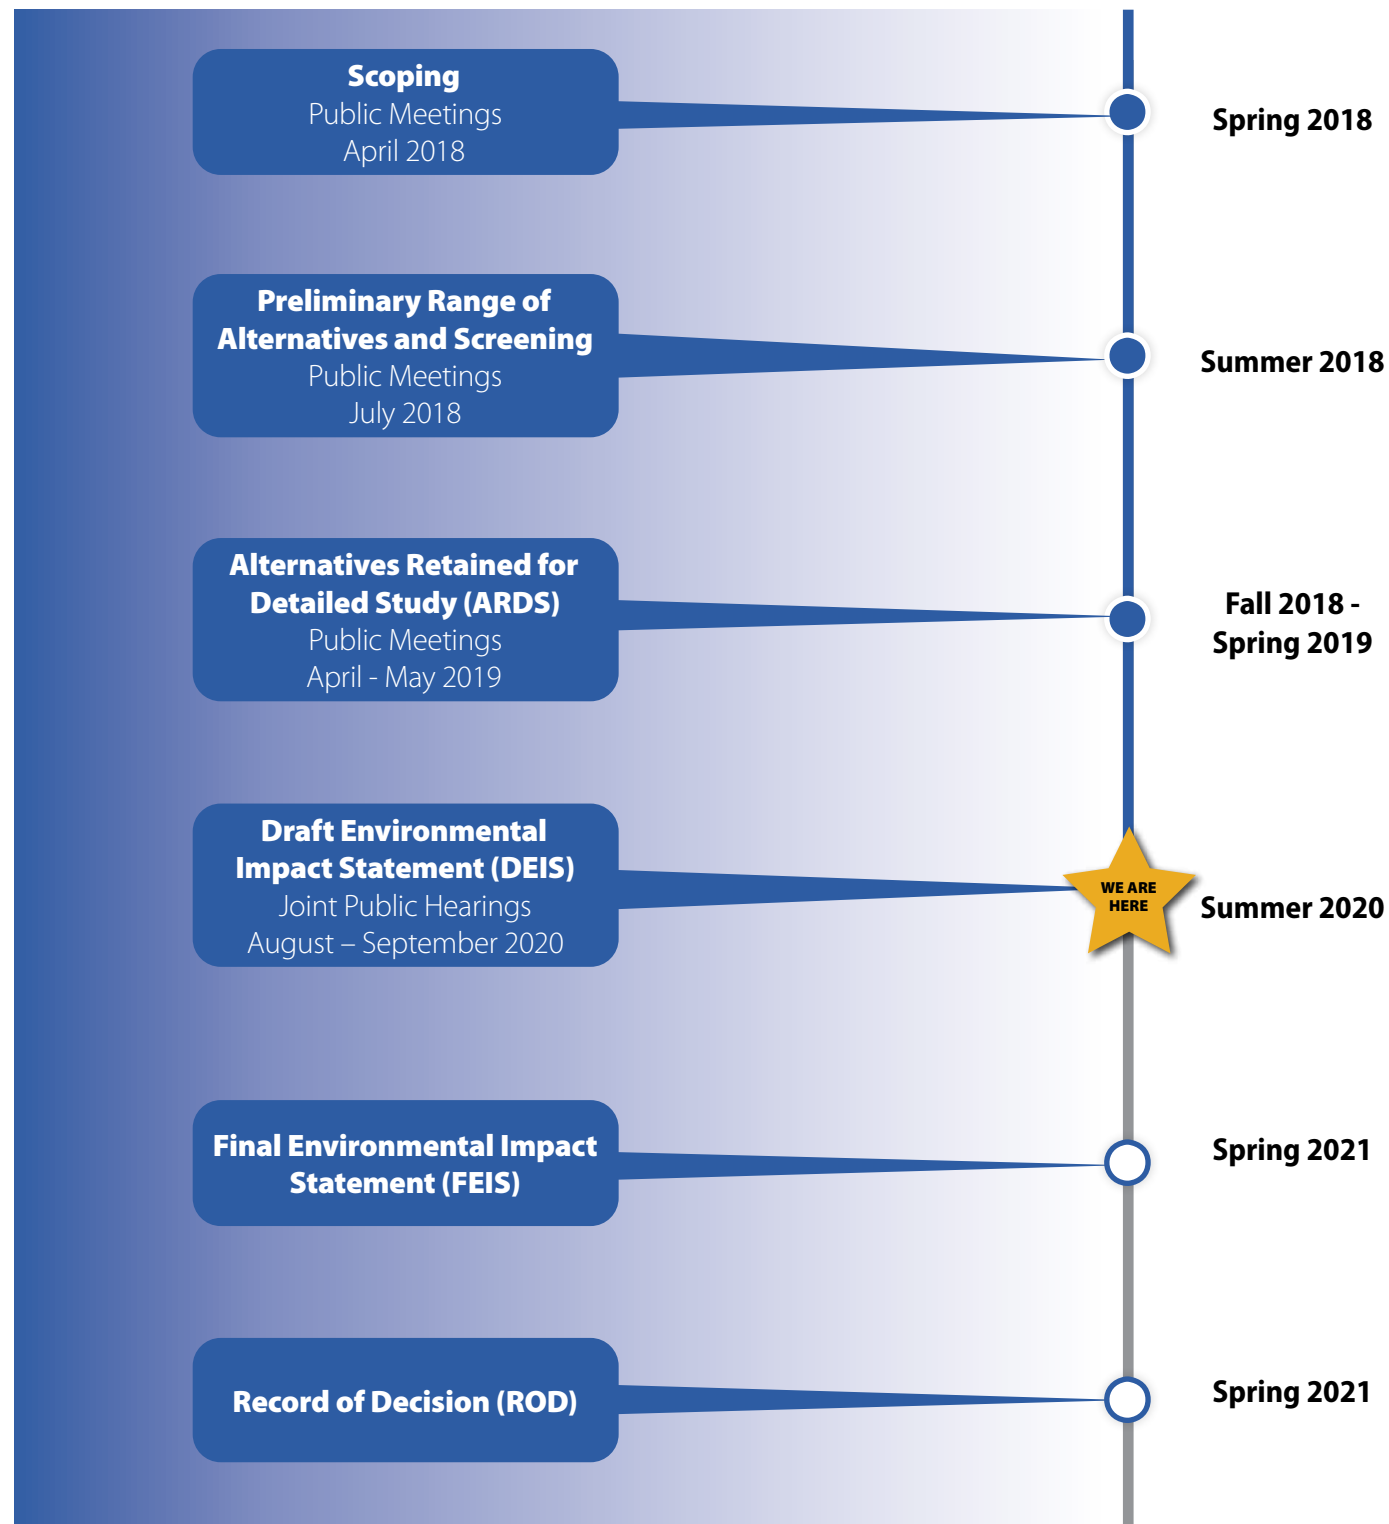 Scoping
Public Meetings
April 2018
Spring 2018
Preliminary Range of
Alternatives and Screening
Public Meetings
July 2018
Summer 2018
Alternatives Retained for
Detailed Study (ARDS)
Public Meetings
April - May 2019
Fall 2018 -
Spring 2019
Draft Environmental
Impact Statement (DEIS)
Joint Public Hearings
August – September 2020
WE ARE
HERE
Summer 2020
Final Environmental Impact
Statement (FEIS)
Spring 2021
Record of Decision (ROD)
Spring 2021